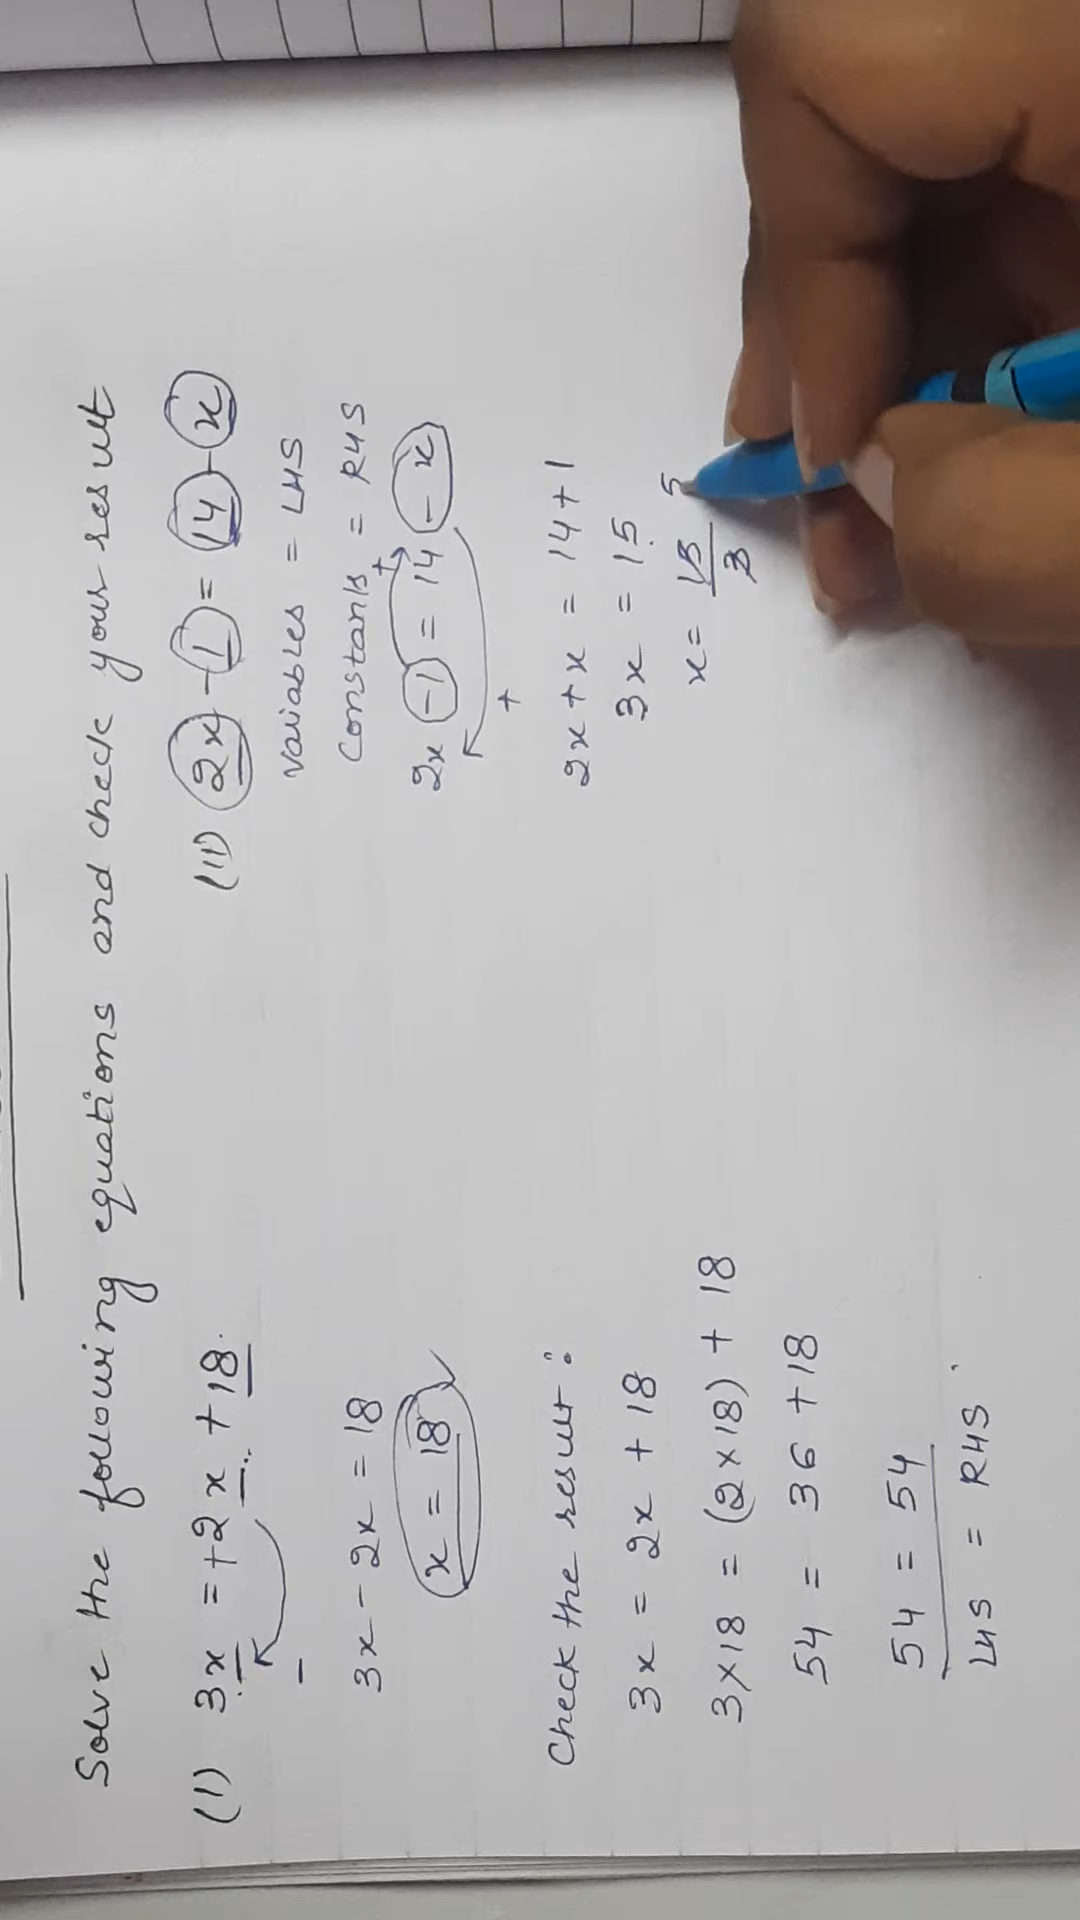 Solve the following equations and check your result
(I) 3x = +2x + 18.
-
3x - 2x = 18
x = 18
Check the result :
3x = 2x + 18
3×18 = (2×18) + 18
54 = 36 + 18
54 = 54
LHS = RHS
(II) 2x - 1 = 14 - x
Variables = LHS
Constants = RHS
+
2x - 1 = 14 - x
+
2x + x = 14 + 1
3x = 15
5
x = 15
3